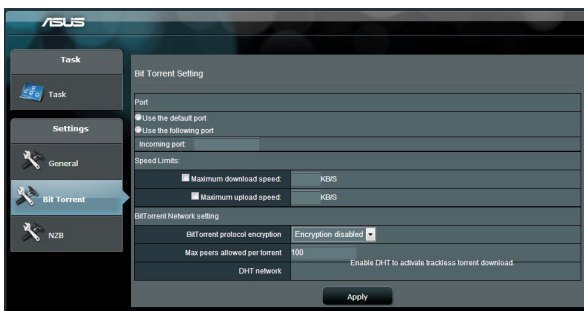 ASUS
Task
Task
Settings
General
Bit Torrent
NZB
Bit Torrent Setting
Port
Use the default port
Use the following port
Incoming port:
Speed Limits:
Maximum download speed: KB/S
Maximum upload speed: KB/S
BitTorrent Network setting
BitTorrent protocol encryption Encryption disabled
Max peers allowed per torrent 100
DHT network Enable DHT to activate trackless torrent download.
Apply